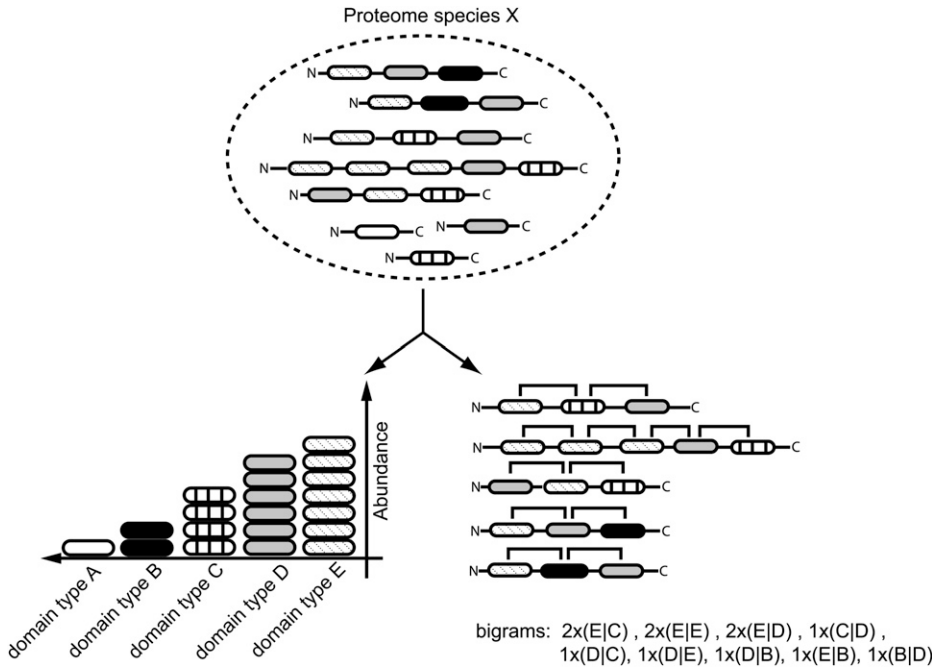 Proteome species X
N C
N C
N C
N C
N C
N C
N C
N C
Abundance
domain type A
domain type B
domain type C
domain type D
domain type E
N C
N C
N C
N C
N C
bigrams: 2x(E|C) , 2x(E|E) , 2x(E|D) , 1x(C|D) ,
1x(D|C), 1x(D|E), 1x(D|B), 1x(E|B), 1x(B|D)